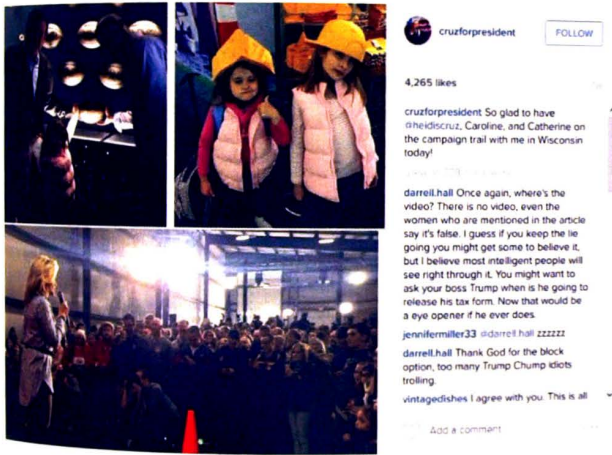 cruzforpresident
FOLLOW
4,265 likes
cruzforpresident So glad to have
@heidiscruz, Caroline, and Catherine on
the campaign trail with me in Wisconsin
today!
darrell.hall Once again, where's the
video? There is no video, even the
women who are mentioned in the article
say it's false. I guess if you keep the lie
going you might get some to believe it,
but I believe most intelligent people will
see right through it. You might want to
ask your boss Trump when is he going to
release his tax form. Now that would be
a eye opener if he ever does.
jennifermiller33 @darrell.hall zzzzzz
darrell.hall Thank God for the block
option, too many Trump Chump idiots
trolling.
vintagedishes I agree with you. This is all
Add a comment